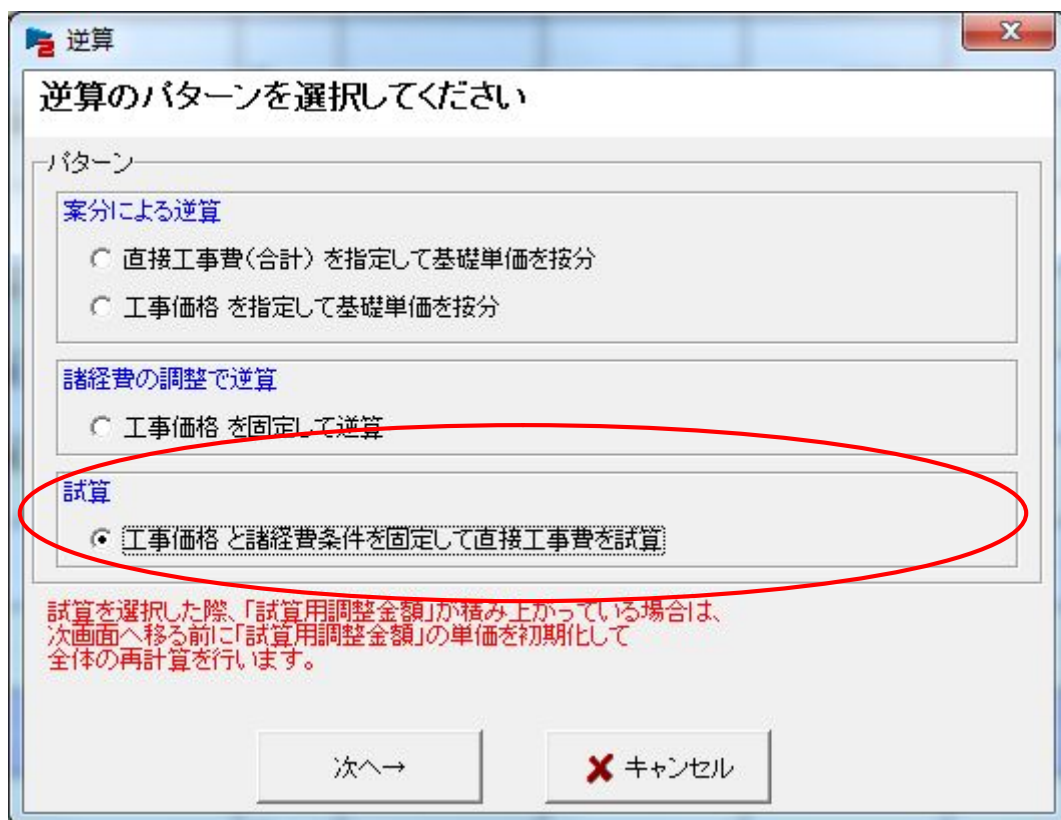 逆算
逆算のパターンを選択してください
パターン
案分による逆算
直接工事費(合計) を指定して基礎単価を按分
工事価格 を指定して基礎単価を按分
諸経費の調整で逆算
工事価格 を固定して逆算
試算
工事価格 と諸経費条件を固定して直接工事費を試算
試算を選択した際、「試算用調整金額」が積み上がっている場合は、
次画面へ移る前に「試算用調整金額」の単価を初期化して
全体の再計算を行います。
次へ→
キャンセル